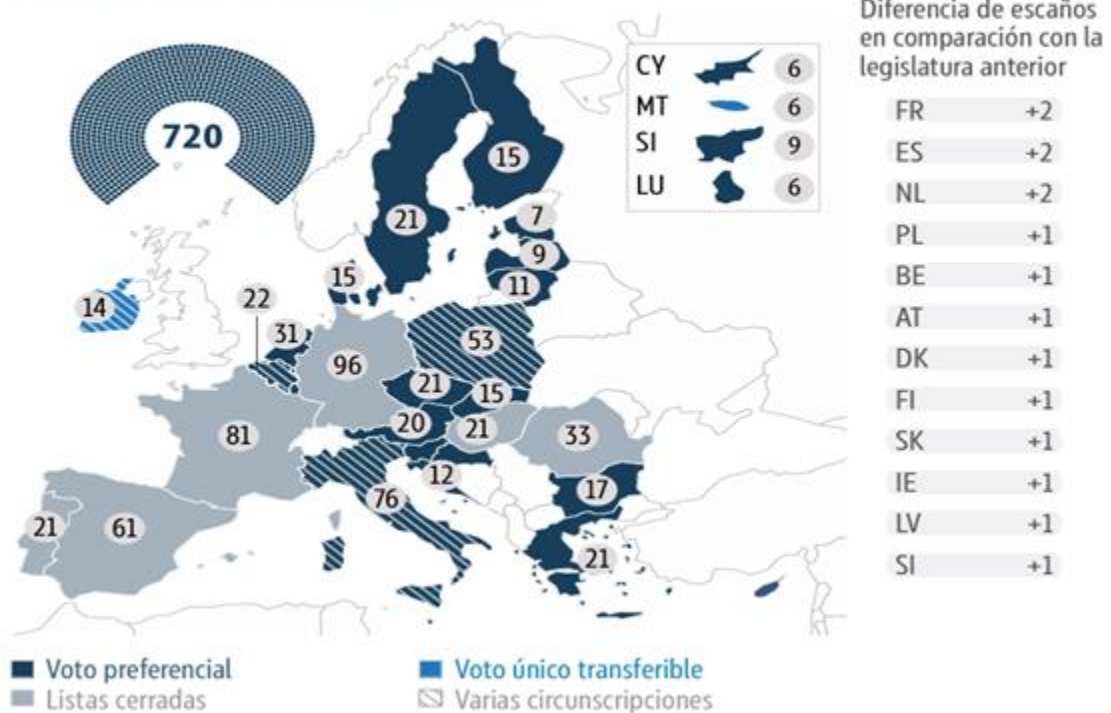 720
CY 6
MT 6
SI 9
LU 6
15
21
7
9
11
15
14
22
31
53
96
21
15
20
21
33
81
12
17
76
21
61
21
Voto preferencial
Voto único transferible
Listas cerradas
Varias circunscripciones
Diferencia de escaños
en comparación con la
legislatura anterior
FR +2
ES +2
NL +2
PL +1
BE +1
AT +1
DK +1
FI +1
SK +1
IE +1
LV +1
SI +1